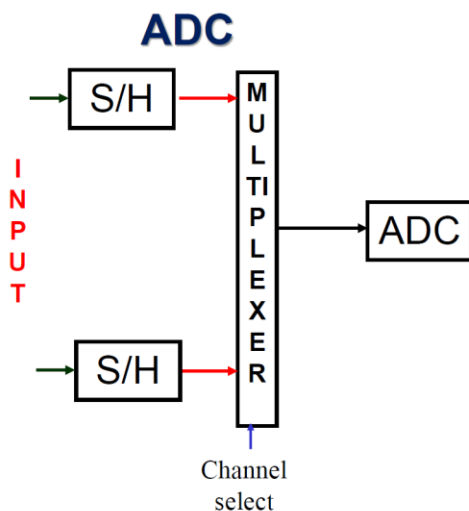 ADC
S/H
INPUT
MULTIPLEXER
ADC
S/H
Channel
select